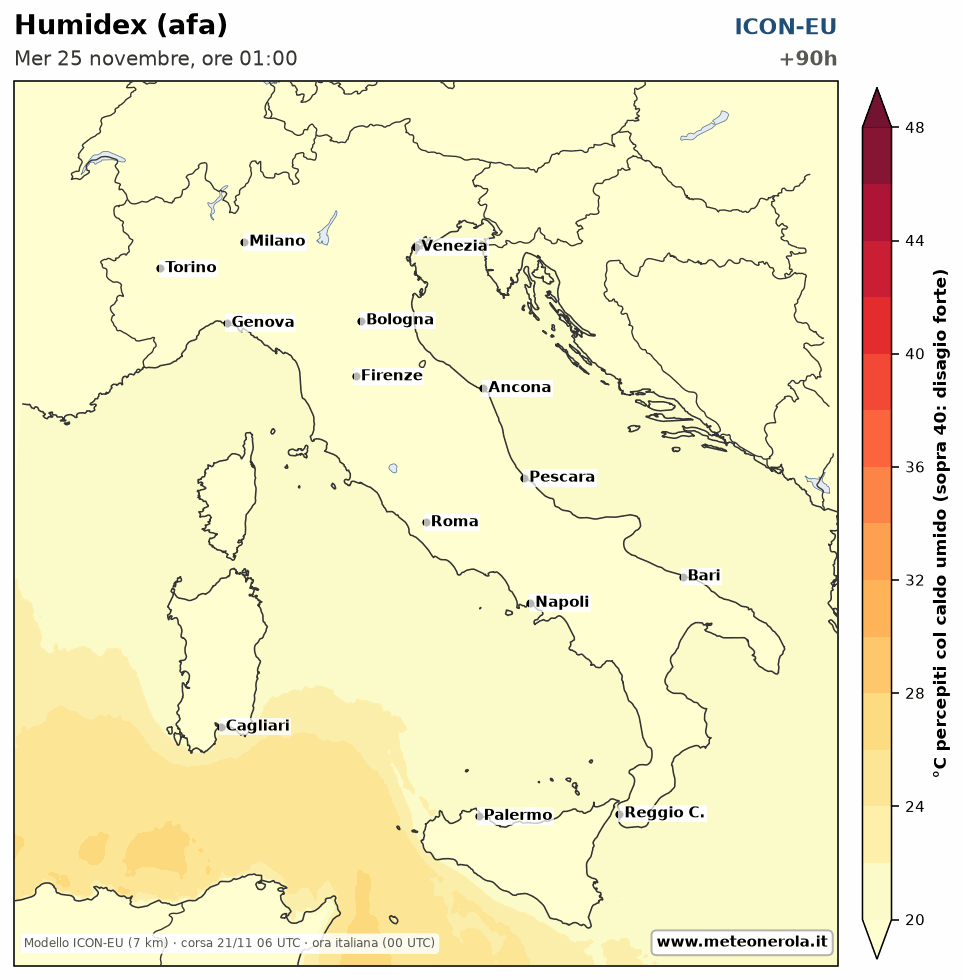 Humidex (afa)
ICON-EU
Mer 25 novembre, ore 01:00
+90h
Milano
Venezia
Torino
Genova
Bologna
Firenze
Ancona
Pescara
Roma
Bari
Napoli
Cagliari
Palermo
Reggio C.
48
44
40
36
32
28
24
20
°C percepiti col caldo umido (sopra 40: disagio forte)
Modello ICON-EU (7 km) · corsa 21/11 06 UTC · ora italiana (00 UTC)
www.meteonerola.it